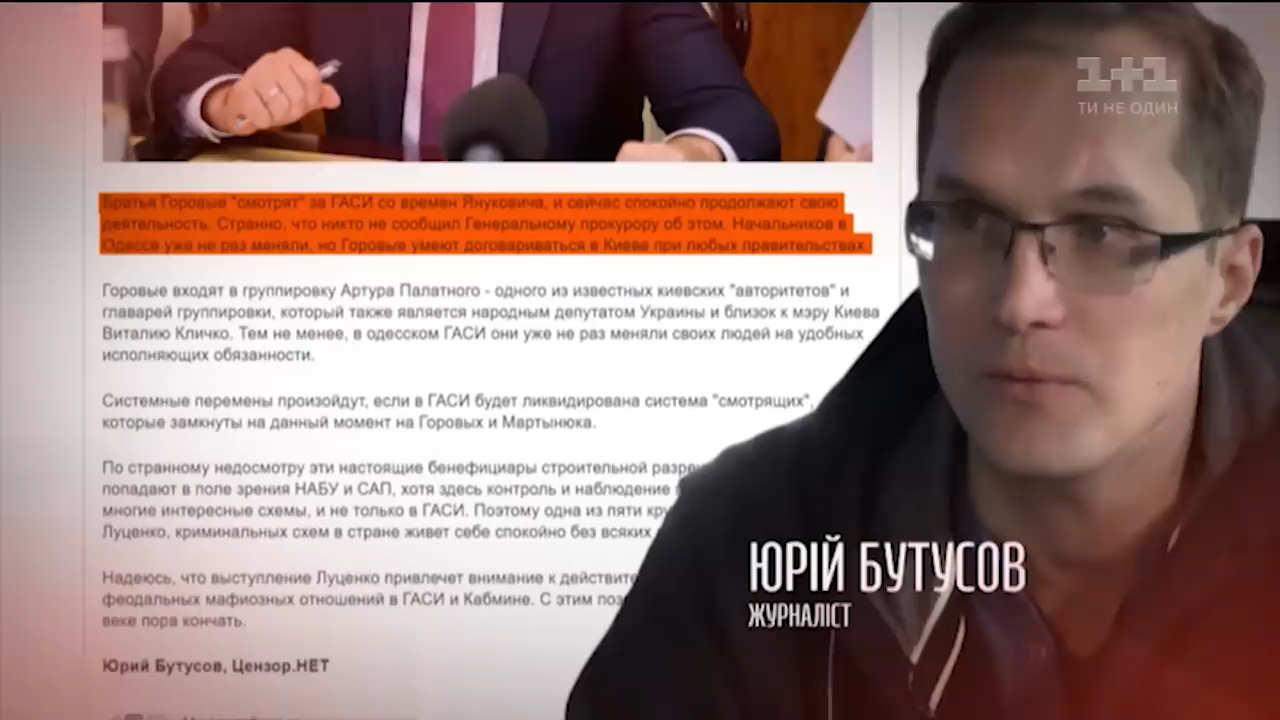 1+1
ТИ НЕ ОДИН
Братья Горовые "смотрят" за ГАСИ со времен Януковича, и сейчас спокойно продолжают свою
деятельность. Странно, что никто не сообщил Генеральному прокурору об этом. Начальников в
Одессе уже не раз меняли, но Горовые умеют договариваться в Киеве при любых правительствах.
Горовые входят в группировку Артура Палатного - одного из известных киевских "авторитетов" и
главарей группировки, который также является народным депутатом Украины и близок к мэру Киева
Виталию Кличко. Тем не менее, в одесском ГАСИ они уже не раз меняли своих людей на удобных
исполняющих обязанности.
Системные перемены произойдут, если в ГАСИ будет ликвидирована система "смотрящих",
которые замкнуты на данный момент на Горовых и Мартынюка.
По странному недосмотру эти настоящие бенефициары строительной
попадают в поле зрения НАБУ и САП, хотя здесь контроль и наблюдение
многие интересные схемы, и не только в ГАСИ. Поэтому одна из пяти
Луценко, криминальных схем в стране живет себе спокойно без всяких
Надеюсь, что выступление Луценко привлечет внимание к
феодальных мафиозных отношений в ГАСИ и Кабмине. С этим
веке пора кончать.
Юрий Бутусов, Цензор.НЕТ
ЮРІЙ БУТУСОВ
ЖУРНАЛІСТ